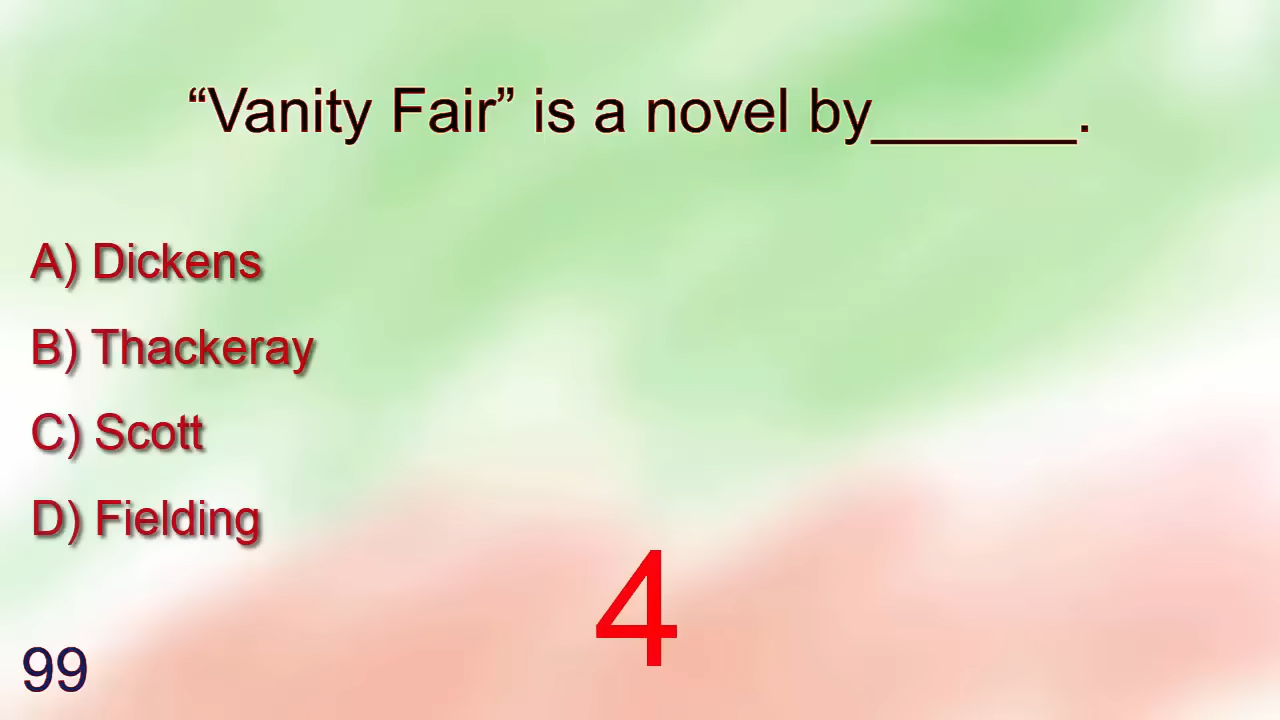 “Vanity Fair” is a novel by______.
A) Dickens
B) Thackeray
C) Scott
D) Fielding
4
99